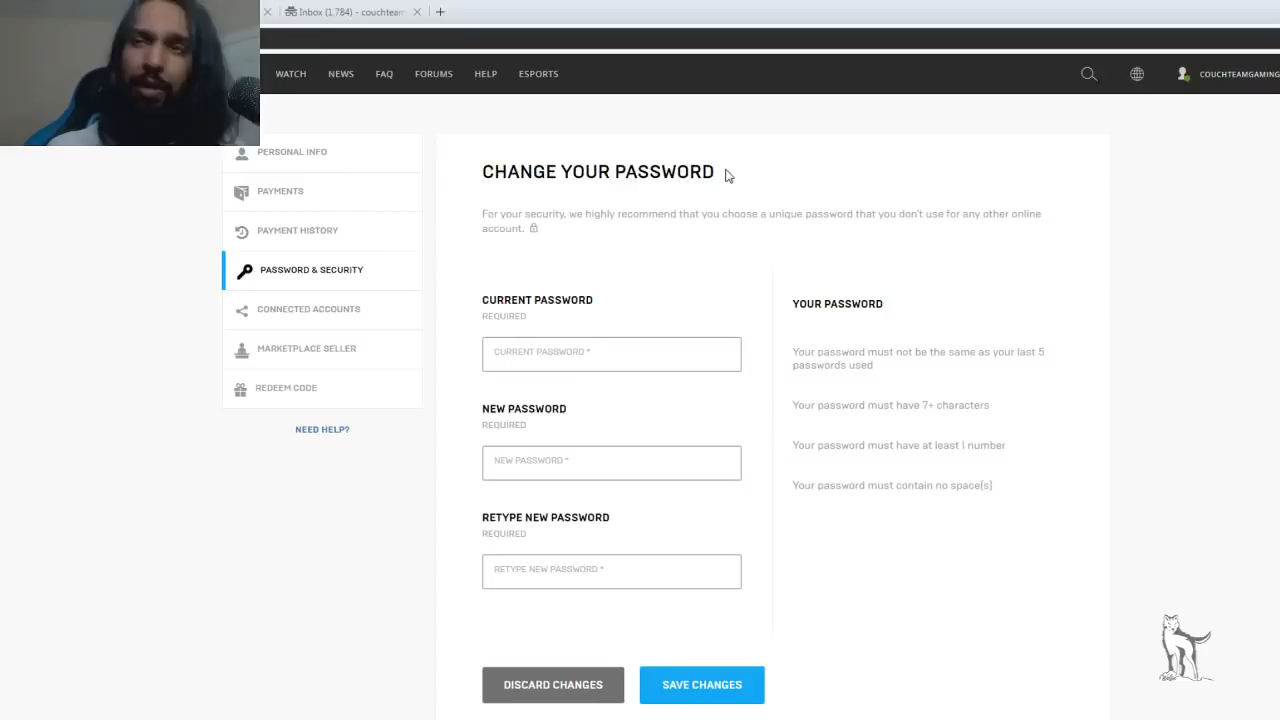 Inbox (1,784) - couchteam
WATCH NEWS FAQ FORUMS HELP ESPORTS COUCHTEAMGAMING
PERSONAL INFO
PAYMENTS
PAYMENT HISTORY
PASSWORD & SECURITY
CONNECTED ACCOUNTS
MARKETPLACE SELLER
REDEEM CODE
NEED HELP?
CHANGE YOUR PASSWORD
For your security, we highly recommend that you choose a unique password that you don't use for any other online
account.
CURRENT PASSWORD
REQUIRED
CURRENT PASSWORD *
NEW PASSWORD
REQUIRED
NEW PASSWORD *
RETYPE NEW PASSWORD
REQUIRED
RETYPE NEW PASSWORD *
YOUR PASSWORD
Your password must not be the same as your last 5
passwords used
Your password must have 7+ characters
Your password must have at least 1 number
Your password must contain no space(s)
DISCARD CHANGES
SAVE CHANGES